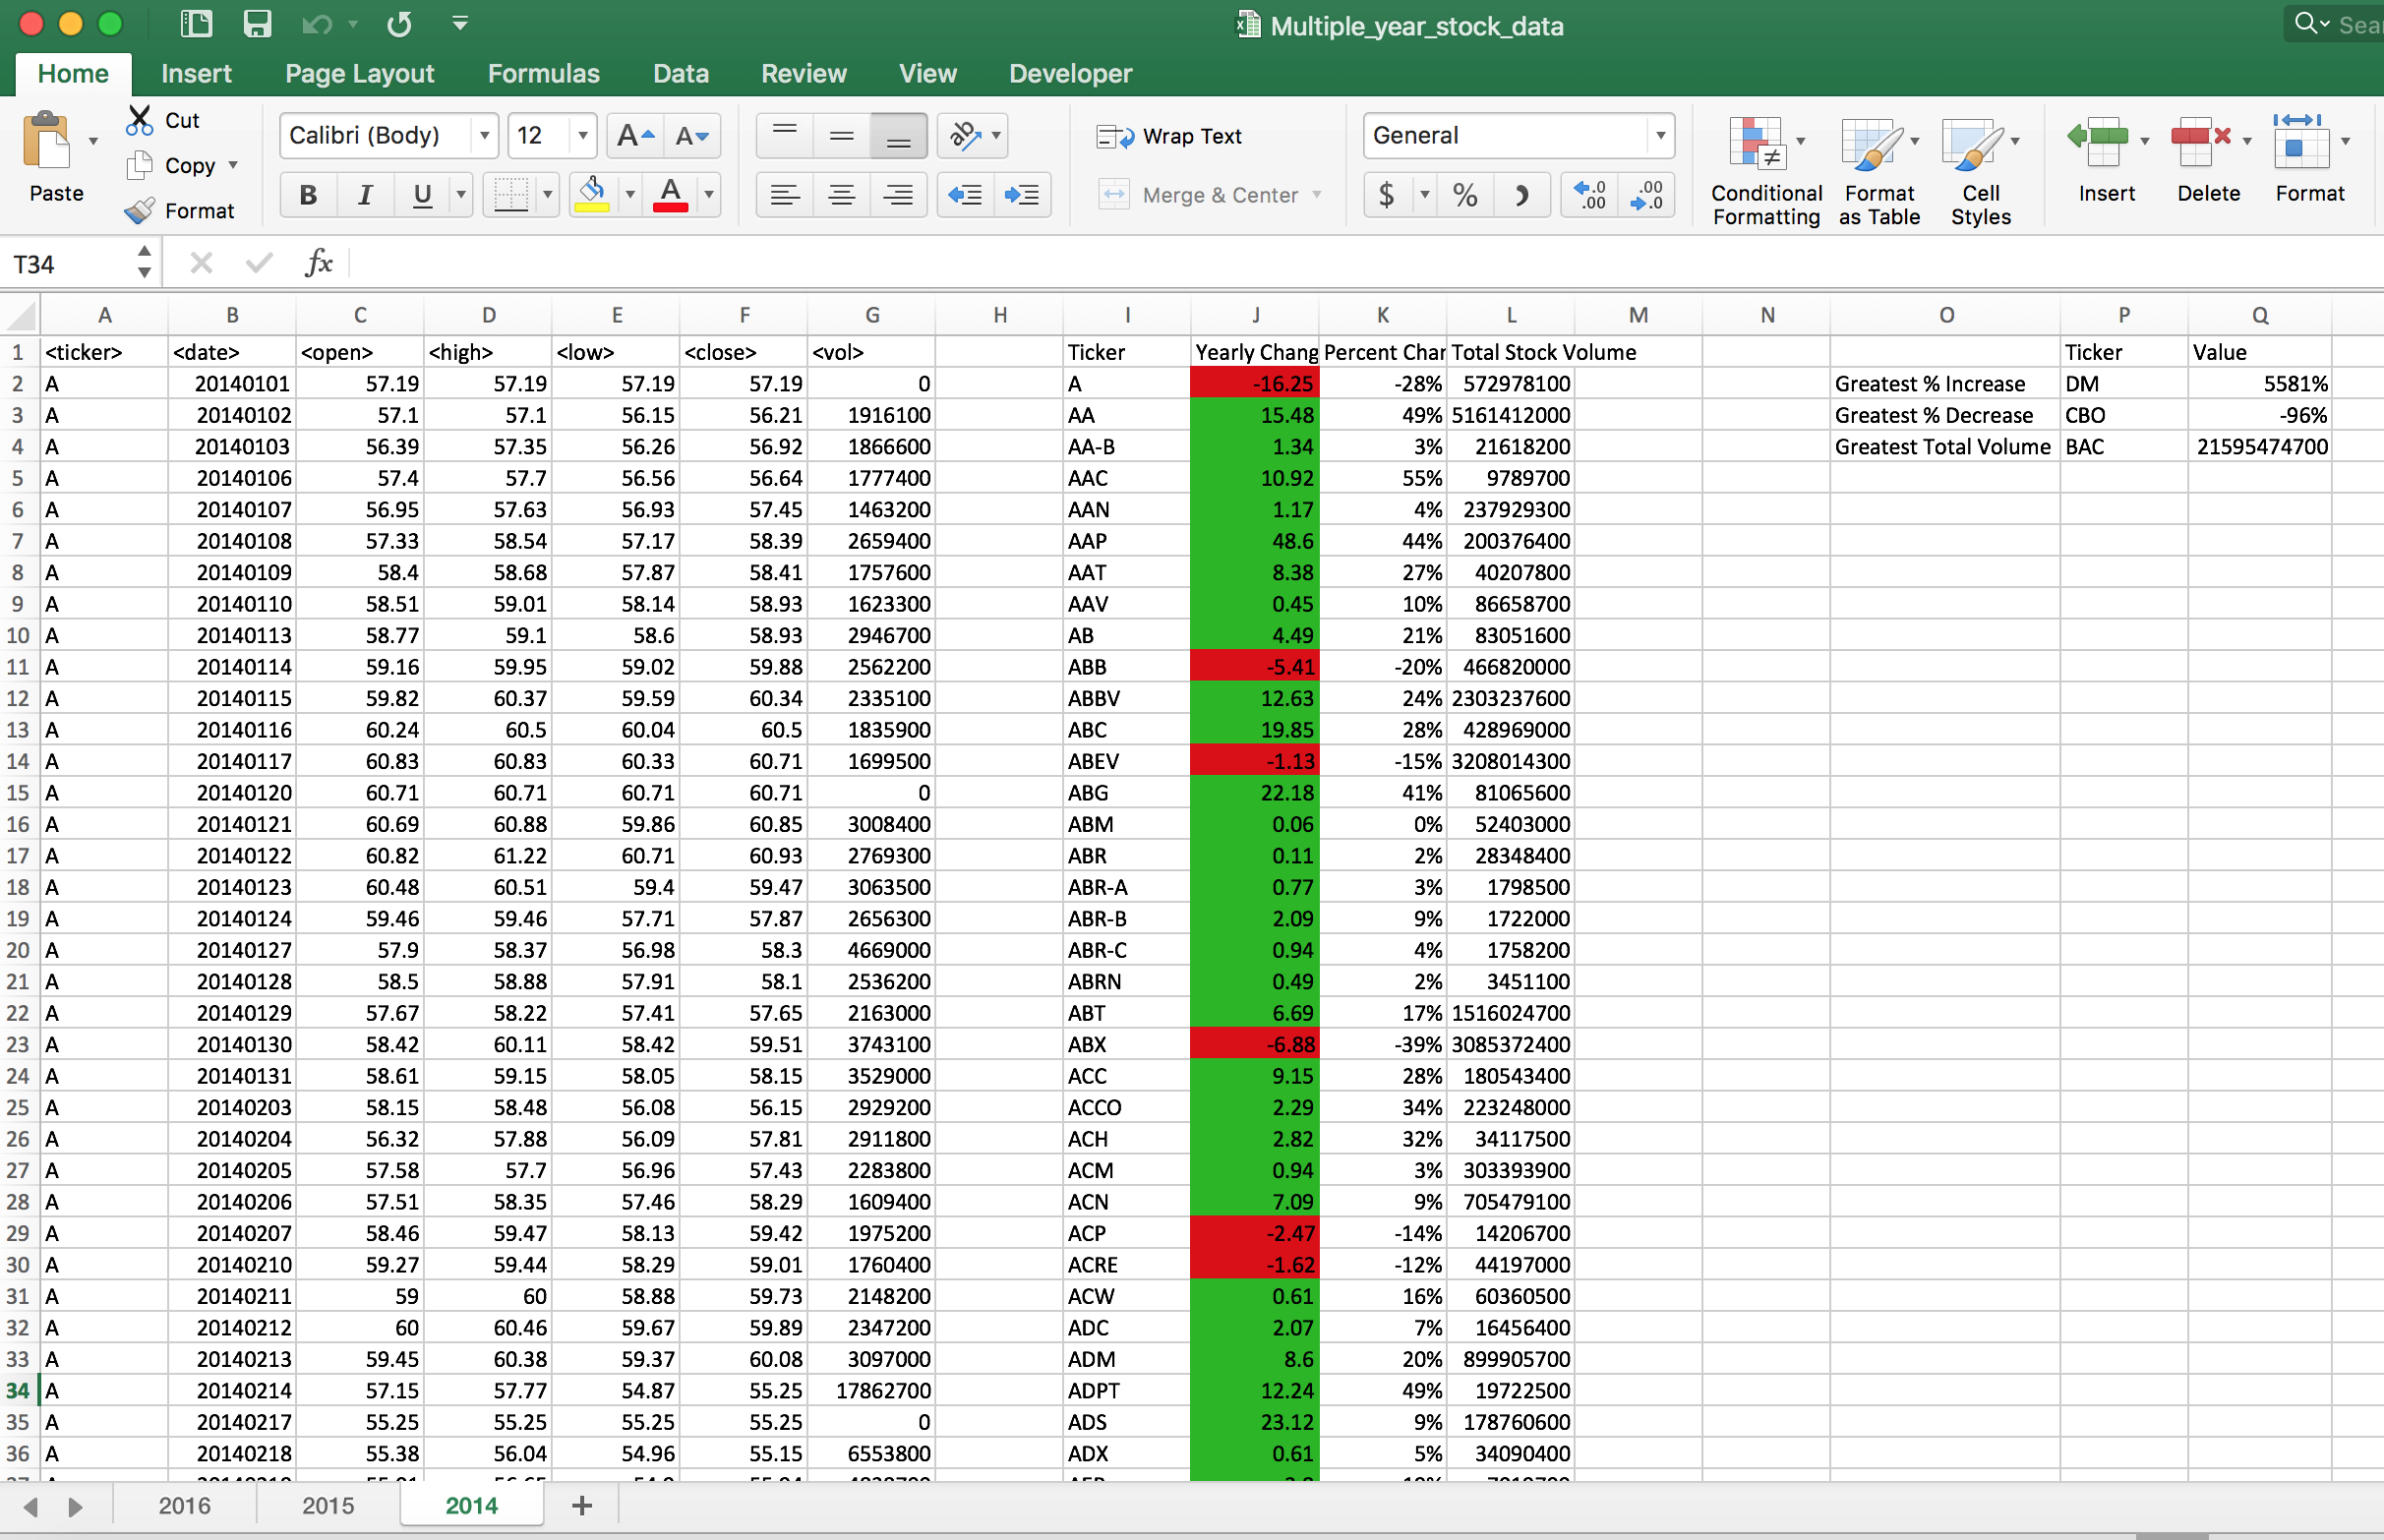 Multiple_year_stock_data
Home Insert Page Layout Formulas Data Review View Developer
Paste Cut Copy Format
Calibri (Body) 12 Wrap Text Merge & Center General
Conditional Formatting Format as Table Cell Styles Insert Delete Format
T34 fx
A B C D E F G H I J K L M N O P Q
1 <ticker> <date> <open> <high> <low> <close> <vol> Ticker Yearly Chang Percent Char Total Stock Volume Ticker Value
2 A 20140101 57.19 57.19 57.19 57.19 0 A -16.25 -28% 572978100 Greatest % Increase DM 5581%
3 A 20140102 57.1 57.1 56.15 56.21 1916100 AA 15.48 49% 5161412000 Greatest % Decrease CBO -96%
4 A 20140103 56.39 57.35 56.26 56.92 1866600 AA-B 1.34 3% 21618200 Greatest Total Volume BAC 21595474700
5 A 20140106 57.4 57.7 56.56 56.64 1777400 AAC 10.92 55% 9789700
6 A 20140107 56.95 57.63 56.93 57.45 1463200 AAN 1.17 4% 237929300
7 A 20140108 57.33 58.54 57.17 58.39 2659400 AAP 48.6 44% 200376400
8 A 20140109 58.4 58.68 57.87 58.41 1757600 AAT 8.38 27% 40207800
9 A 20140110 58.51 59.01 58.14 58.93 1623300 AAV 0.45 10% 86658700
10 A 20140113 58.77 59.1 58.6 58.93 2946700 AB 4.49 21% 83051600
11 A 20140114 59.16 59.95 59.02 59.88 2562200 ABB -5.41 -20% 466820000
12 A 20140115 59.82 60.37 59.59 60.34 2335100 ABBV 12.63 24% 2303237600
13 A 20140116 60.24 60.5 60.04 60.5 1835900 ABC 19.85 28% 428969000
14 A 20140117 60.83 60.83 60.33 60.71 1699500 ABEV -1.13 -15% 3208014300
15 A 20140120 60.71 60.71 60.71 60.71 0 ABG 22.18 41% 81065600
16 A 20140121 60.69 60.88 59.86 60.85 3008400 ABM 0.06 0% 52403000
17 A 20140122 60.82 61.22 60.71 60.93 2769300 ABR 0.11 2% 28348400
18 A 20140123 60.48 60.51 59.4 59.47 3063500 ABR-A 0.77 3% 1798500
19 A 20140124 59.46 59.46 57.71 57.87 2656300 ABR-B 2.09 9% 1722000
20 A 20140127 57.9 58.37 56.98 58.3 4669000 ABR-C 0.94 4% 1758200
21 A 20140128 58.5 58.88 57.91 58.1 2536200 ABRN 0.49 2% 3451100
22 A 20140129 57.67 58.22 57.41 57.65 2163000 ABT 6.69 17% 1516024700
23 A 20140130 58.42 60.11 58.42 59.51 3743100 ABX -6.88 -39% 3085372400
24 A 20140131 58.61 59.15 58.05 58.15 3529000 ACC 9.15 28% 180543400
25 A 20140203 58.15 58.48 56.08 56.15 2929200 ACCO 2.29 34% 223248000
26 A 20140204 56.32 57.88 56.09 57.81 2911800 ACH 2.82 32% 34117500
27 A 20140205 57.58 57.7 56.96 57.43 2283800 ACM 0.94 3% 303393900
28 A 20140206 57.51 58.35 57.46 58.29 1609400 ACN 7.09 9% 705479100
29 A 20140207 58.46 59.47 58.13 59.42 1975200 ACP -2.47 -14% 14206700
30 A 20140210 59.27 59.44 58.29 59.01 1760400 ACRE -1.62 -12% 44197000
31 A 20140211 59 60 58.88 59.73 2148200 ACW 0.61 16% 60360500
32 A 20140212 60 60.46 59.67 59.89 2347200 ADC 2.07 7% 16456400
33 A 20140213 59.45 60.38 59.37 60.08 3097000 ADM 8.6 20% 899905700
34 A 20140214 57.15 57.77 54.87 55.25 17862700 ADPT 12.24 49% 19722500
35 A 20140217 55.25 55.25 55.25 55.25 0 ADS 23.12 9% 178760600
36 A 20140218 55.38 56.04 54.96 55.15 6553800 ADX 0.61 5% 34090400
2016 2015 2014 +